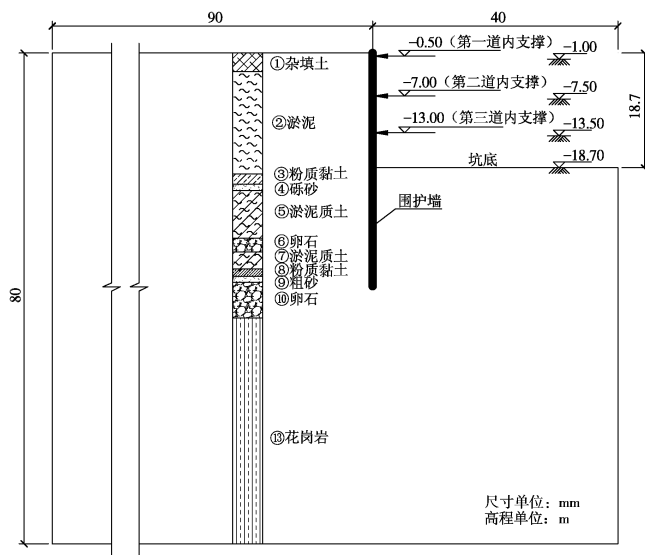 90
40
-0.50（第一道内支撑）
-1.00
①杂填土
-7.00（第二道内支撑）
-7.50
18.7
②淤泥
-13.00（第三道内支撑）
-13.50
坑底
-18.70
③粉质黏土
④砾砂
⑤淤泥质土
围护墙
⑥卵石
⑦淤泥质土
⑧粉质黏土
⑨粗砂
⑩卵石
80
⑬花岗岩
尺寸单位：mm
高程单位：m